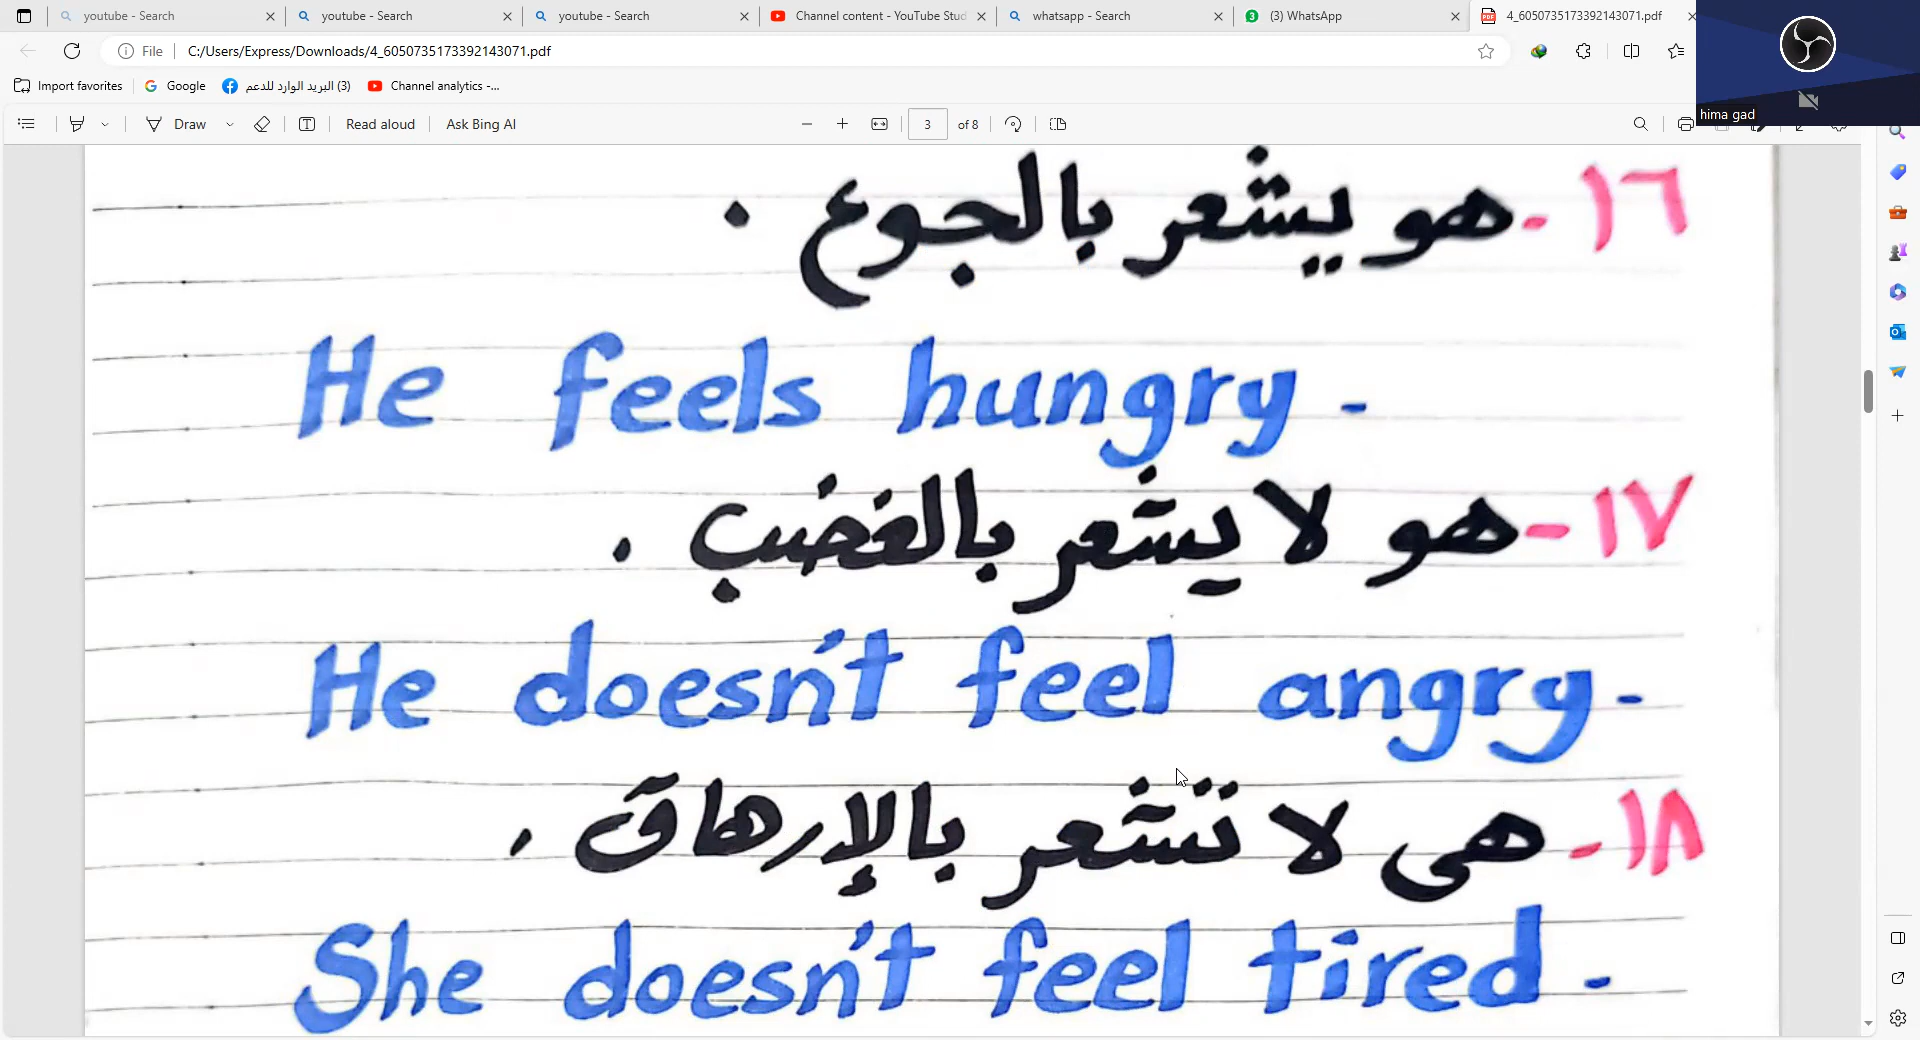 youtube - Search
youtube - Search
youtube - Search
Channel content - YouTube Stud
whatsapp - Search
(3) WhatsApp
4_6050735173392143071.pdf
File
C:/Users/Express/Downloads/4_6050735173392143071.pdf
Import favorites
Google
(3) البريد الوارد للدعم
Channel analytics -...
hima gad
Draw
Read aloud
Ask Bing AI
3
of 8
١٦- هو يشعر بالجوع .
He feels hungry -
١٧- هو لا يشعر بالغضب .
He doesn't feel angry -
١٨- هى لا تشعر بالإرهاق .
She doesn't feel tired -